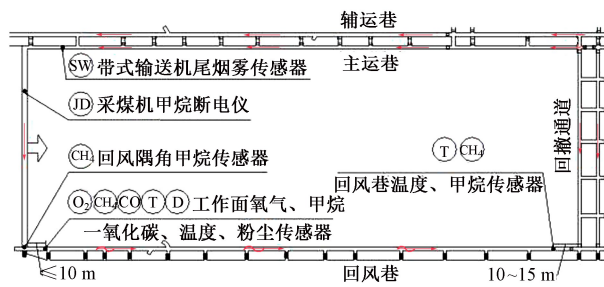 辅运巷
主运巷
SW 带式输送机尾烟雾传感器
JD 采煤机甲烷断电仪
回撤通道
CH₄ 回风隅角甲烷传感器
T CH₄
回风巷温度、甲烷传感器
O₂ CH₄ CO T D 工作面氧气、甲烷
一氧化碳、温度、粉尘传感器
≤10 m
回风巷
10~15 m